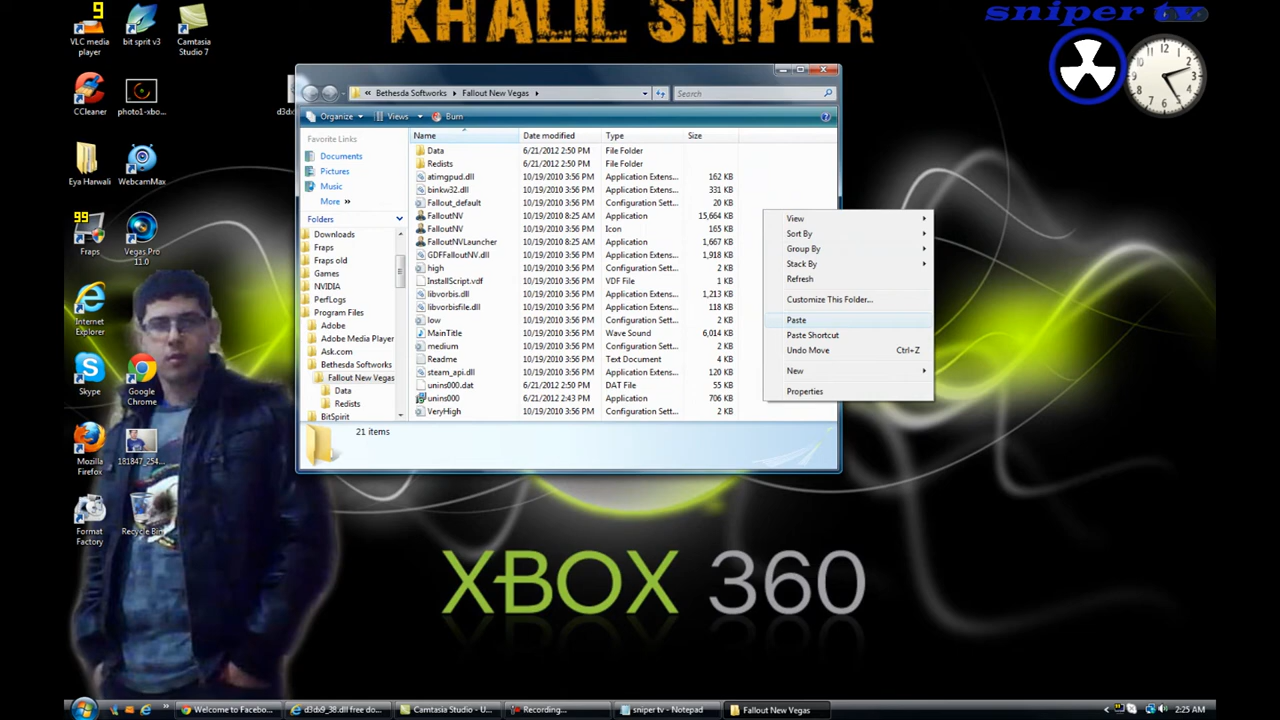 KHALIL SNIPER
sniper tv
9
VLC media player
bit sprit v3
Camtasia Studio 7
CCleaner
photo1-xbo...
d3dx
Eya Harwali
WebcamMax
99
Fraps
Vegas Pro 11.0
Internet Explorer
Skype
Google Chrome
Mozilla Firefox
181847_254...
Format Factory
Recycle Bin
« Bethesda Softworks Fallout New Vegas
Search
Organize Views Burn
Favorite Links
Documents
Pictures
Music
More »
Folders
Downloads
Fraps
Fraps old
Games
NVIDIA
PerfLogs
Program Files
Adobe
Adobe Media Player
Ask.com
Bethesda Softworks
Fallout New Vegas
Data
Redists
BitSpirit
Name Date modified Type Size
Data 6/21/2012 2:50 PM File Folder
Redists 6/21/2012 2:50 PM File Folder
atimgpud.dll 10/19/2010 3:56 PM Application Extens... 162 KB
binkw32.dll 10/19/2010 3:56 PM Application Extens... 331 KB
Fallout_default 10/19/2010 3:56 PM Configuration Sett... 20 KB
FalloutNV 10/19/2010 8:25 AM Application 15,664 KB
FalloutNV 10/19/2010 3:56 PM Icon 165 KB
FalloutNVLauncher 10/19/2010 8:25 AM Application 1,667 KB
GDFFalloutNV.dll 10/19/2010 3:56 PM Application Extens... 1,918 KB
high 10/19/2010 3:56 PM Configuration Sett... 2 KB
InstallScript.vdf 10/19/2010 3:56 PM VDF File 1 KB
libvorbis.dll 10/19/2010 3:56 PM Application Extens... 1,213 KB
libvorbisfile.dll 10/19/2010 3:56 PM Application Extens... 118 KB
low 10/19/2010 3:56 PM Configuration Sett... 2 KB
MainTitle 10/19/2010 3:56 PM Wave Sound 6,014 KB
medium 10/19/2010 3:56 PM Configuration Sett... 2 KB
Readme 10/19/2010 3:56 PM Text Document 4 KB
steam_api.dll 10/19/2010 3:56 PM Application Extens... 120 KB
unins000.dat 6/21/2012 2:50 PM DAT File 55 KB
unins000 6/21/2012 2:43 PM Application 706 KB
VeryHigh 10/19/2010 3:56 PM Configuration Sett... 2 KB
21 items
View
Sort By
Group By
Stack By
Refresh
Customize This Folder...
Paste
Paste Shortcut
Undo Move Ctrl+Z
New
Properties
XBOX 360
Welcome to Facebo...
d3dx9_38.dll free do...
Camtasia Studio - U...
Recording...
sniper tv - Notepad
Fallout New Vegas
2:25 AM